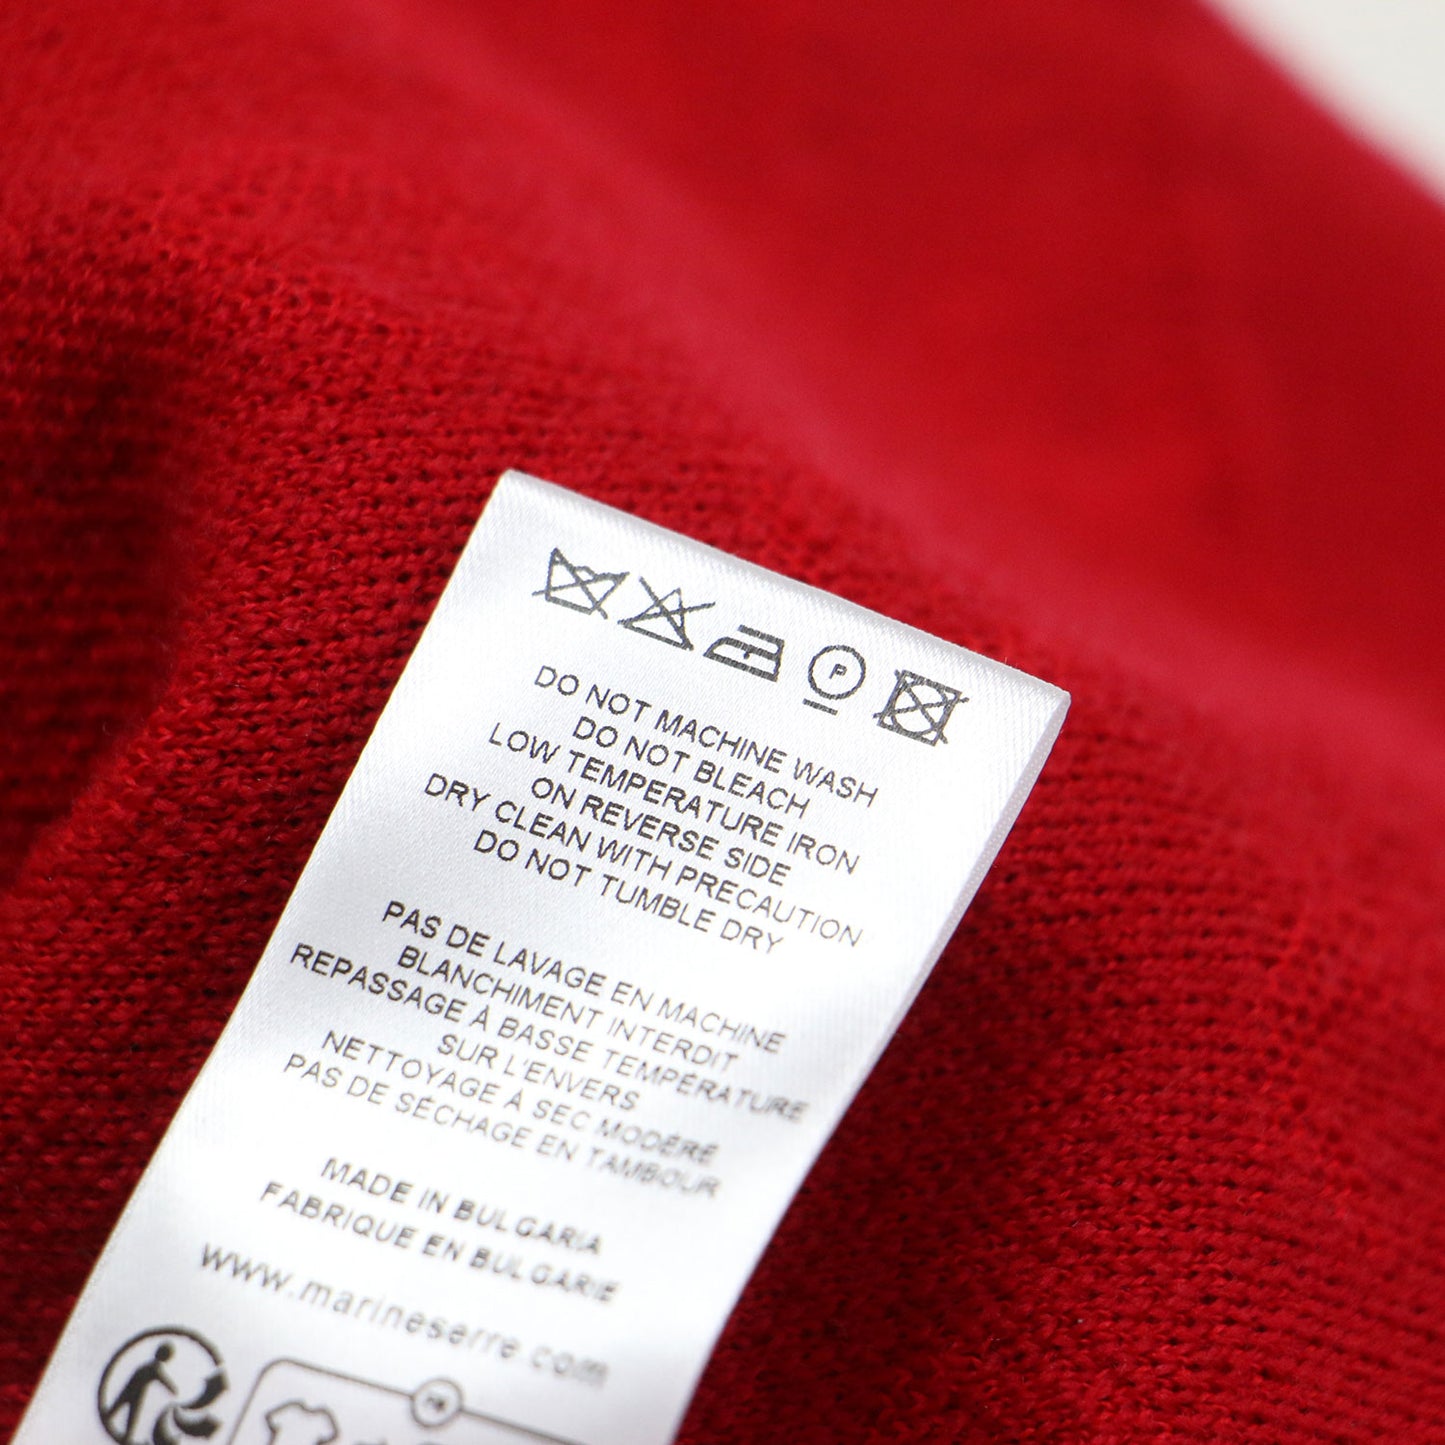 P
DO NOT MACHINE WASH
DO NOT BLEACH
LOW TEMPERATURE IRON
ON REVERSE SIDE
DRY CLEAN WITH PRECAUTION
DO NOT TUMBLE DRY
PAS DE LAVAGE EN MACHINE
BLANCHIMENT INTERDIT
REPASSAGE À BASSE TEMPÉRATURE
SUR L'ENVERS
NETTOYAGE À SEC MODÉRÉ
PAS DE SÉCHAGE EN TAMBOUR
MADE IN BULGARIA
FABRIQUE EN BULGARIE
www.marineserre.com
FR